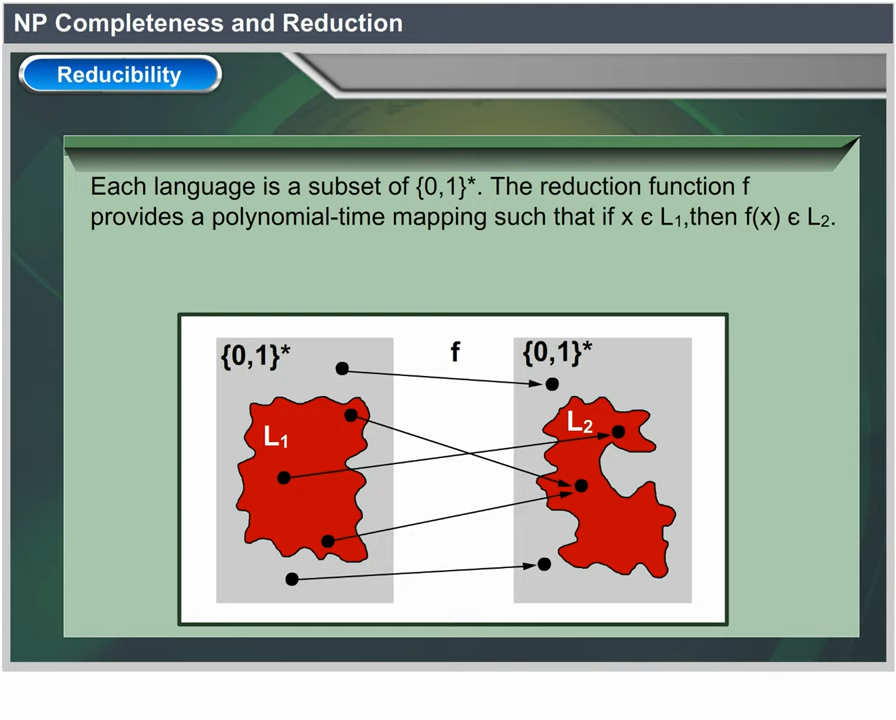 NP Completeness and Reduction
Reducibility
Each language is a subset of {0,1}*. The reduction function f
provides a polynomial-time mapping such that if x є L₁,then f(x) є L₂.
{0,1}*
f
{0,1}*
L₁
L₂